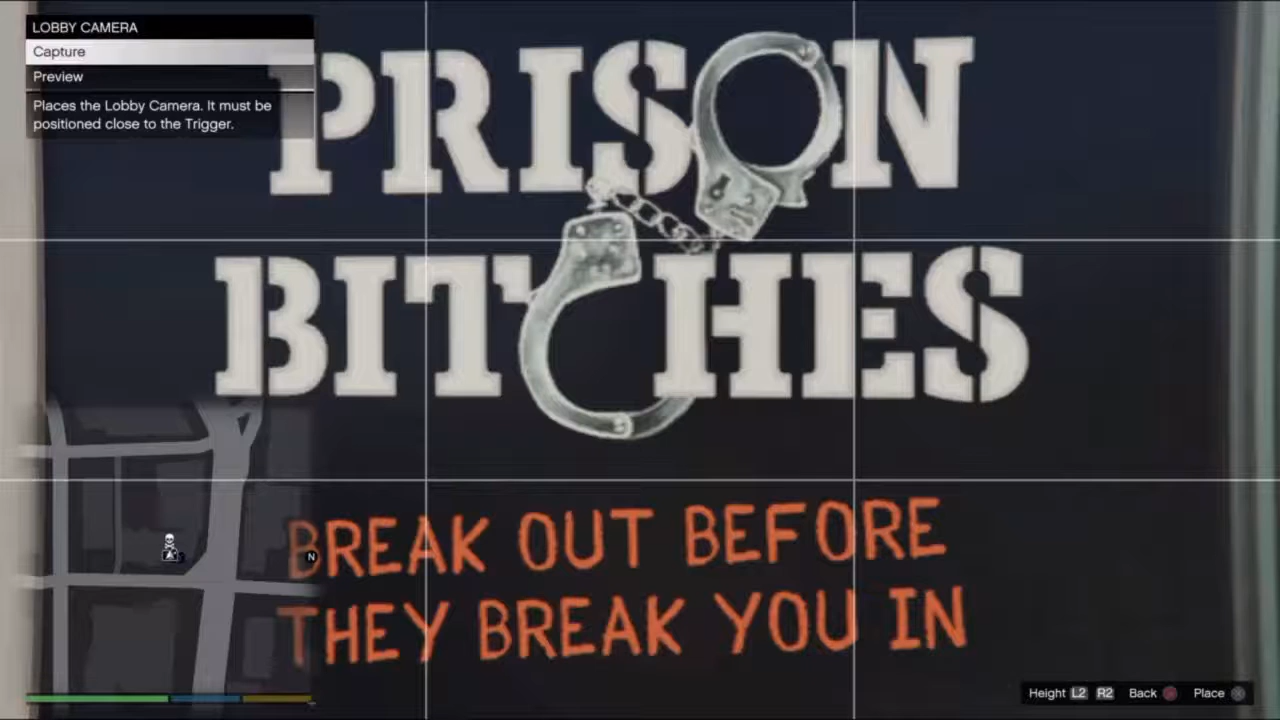 LOBBY CAMERA
Capture
Preview
Places the Lobby Camera. It must be
positioned close to the Trigger.
PRISON
BITCHES
BREAK OUT BEFORE
THEY BREAK YOU IN
N
Height L2 R2 Back Place